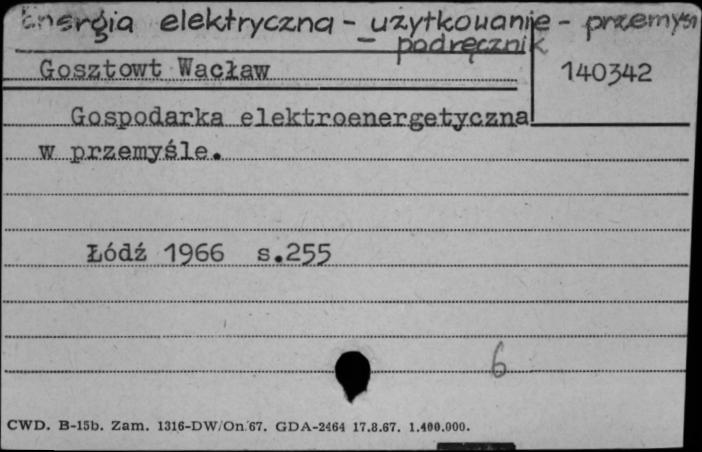 Energia elektryczna - użytkowanie - przemysł
- podręcznik
Gosztowt Wacław
140342
Gospodarka elektroenergetyczna
w przemyśle.
Łódź 1966 s.255
6
CWD. B-15b. Zam. 1316-DW/On.67. GDA-2464 17.8.67. 1.400.000.